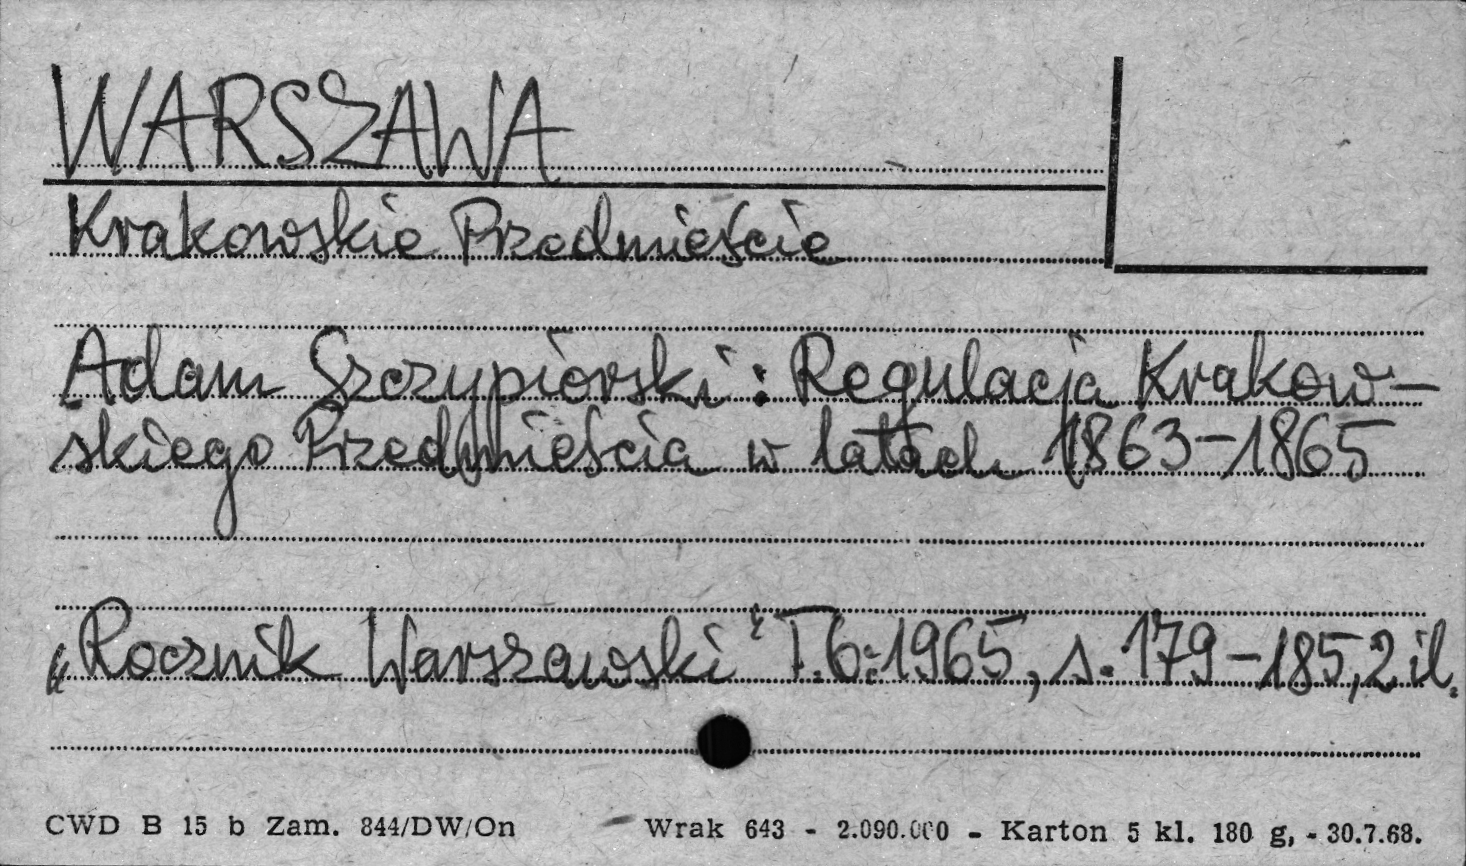 WARSZAWA
Krakowskie Przedmieście
Adam Szczypiorski: Regulacja Krakow-
skiego Przedmieścia w latach 1863-1865
„Rocznik Warszawski" T.6:1965, s. 179-185, 2 il.
CWD B 15 b Zam. 844/DW/On Wrak 643 - 2.090.000 - Karton 5 kl. 180 g, - 30.7.68.